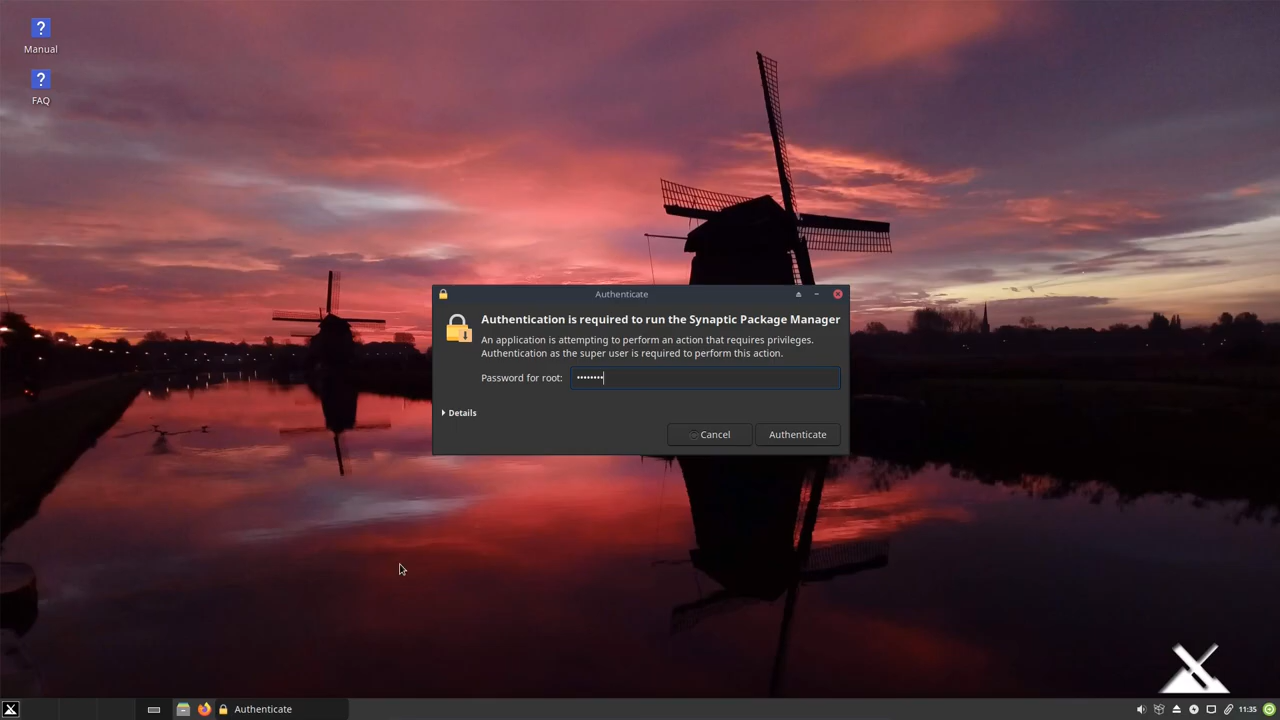 Manual
FAQ
Authenticate
Authentication is required to run the Synaptic Package Manager
An application is attempting to perform an action that requires privileges.
Authentication as the super user is required to perform this action.
Password for root: ••••••••
Details
Cancel
Authenticate
Authenticate
11:35